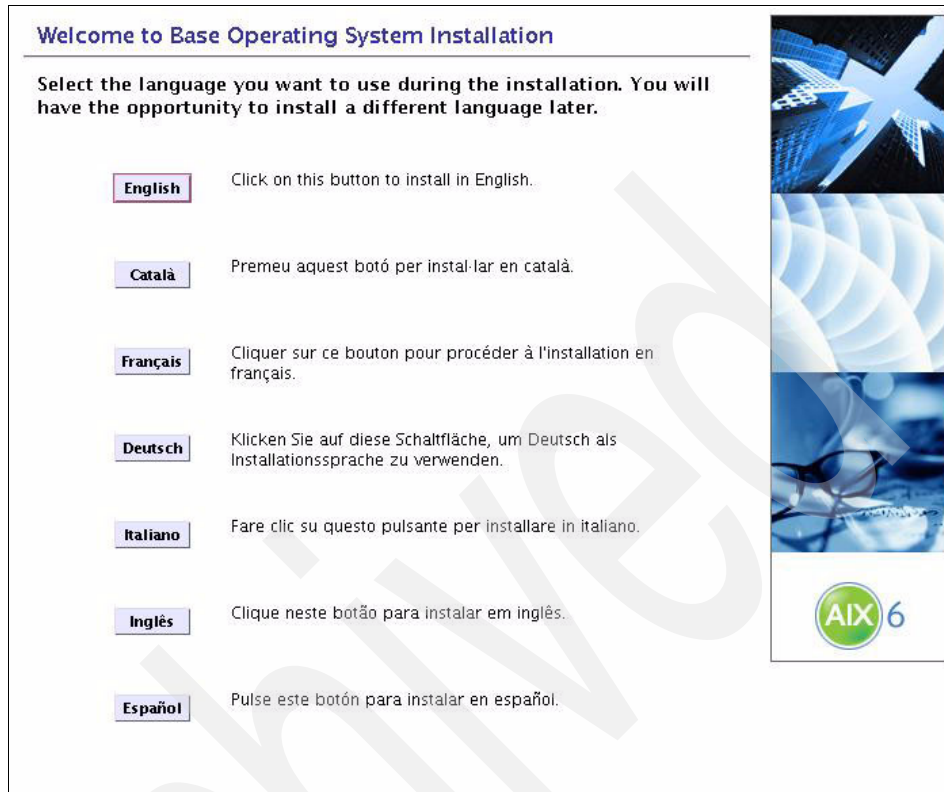 Welcome to Base Operating System Installation
Select the language you want to use during the installation. You will
have the opportunity to install a different language later.
English
Click on this button to install in English.
Català
Premeu aquest botó per instal·lar en català.
Français
Cliquer sur ce bouton pour procéder à l'installation en
français.
Deutsch
Klicken Sie auf diese Schaltfläche, um Deutsch als
Installationssprache zu verwenden.
Italiano
Fare clic su questo pulsante per installare in italiano.
Inglês
Clique neste botão para instalar em inglês.
Español
Pulse este botón para instalar en español.
AIX 6
hived